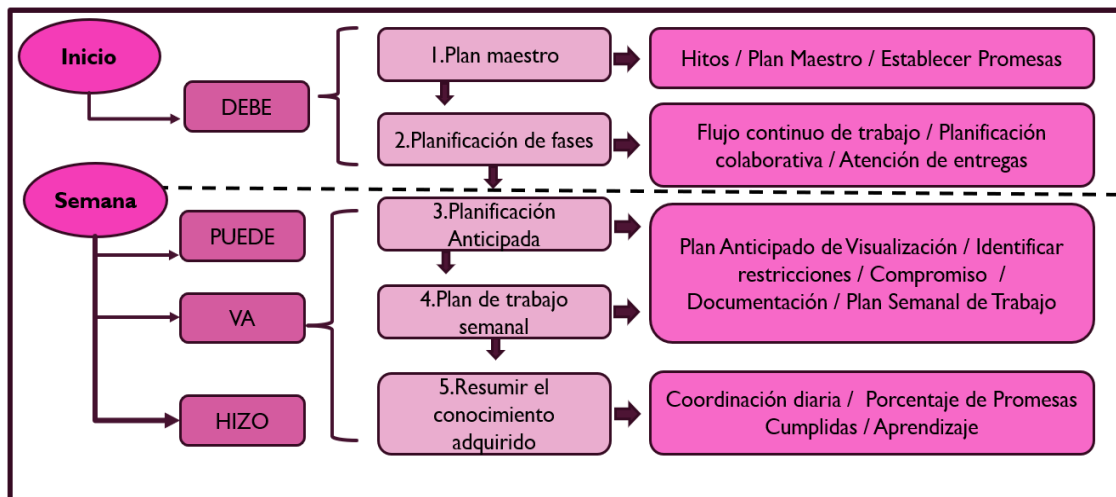 Inicio
DEBE
1.Plan maestro
Hitos / Plan Maestro / Establecer Promesas
2.Planificación de fases
Flujo continuo de trabajo / Planificación
colaborativa / Atención de entregas
Semana
PUEDE
VA
HIZO
3.Planificación
Anticipada
4.Plan de trabajo
semanal
Plan Anticipado de Visualización / Identificar
restricciones / Compromiso /
Documentación / Plan Semanal de Trabajo
5.Resumir el
conocimiento
adquirido
Coordinación diaria / Porcentaje de Promesas
Cumplidas / Aprendizaje